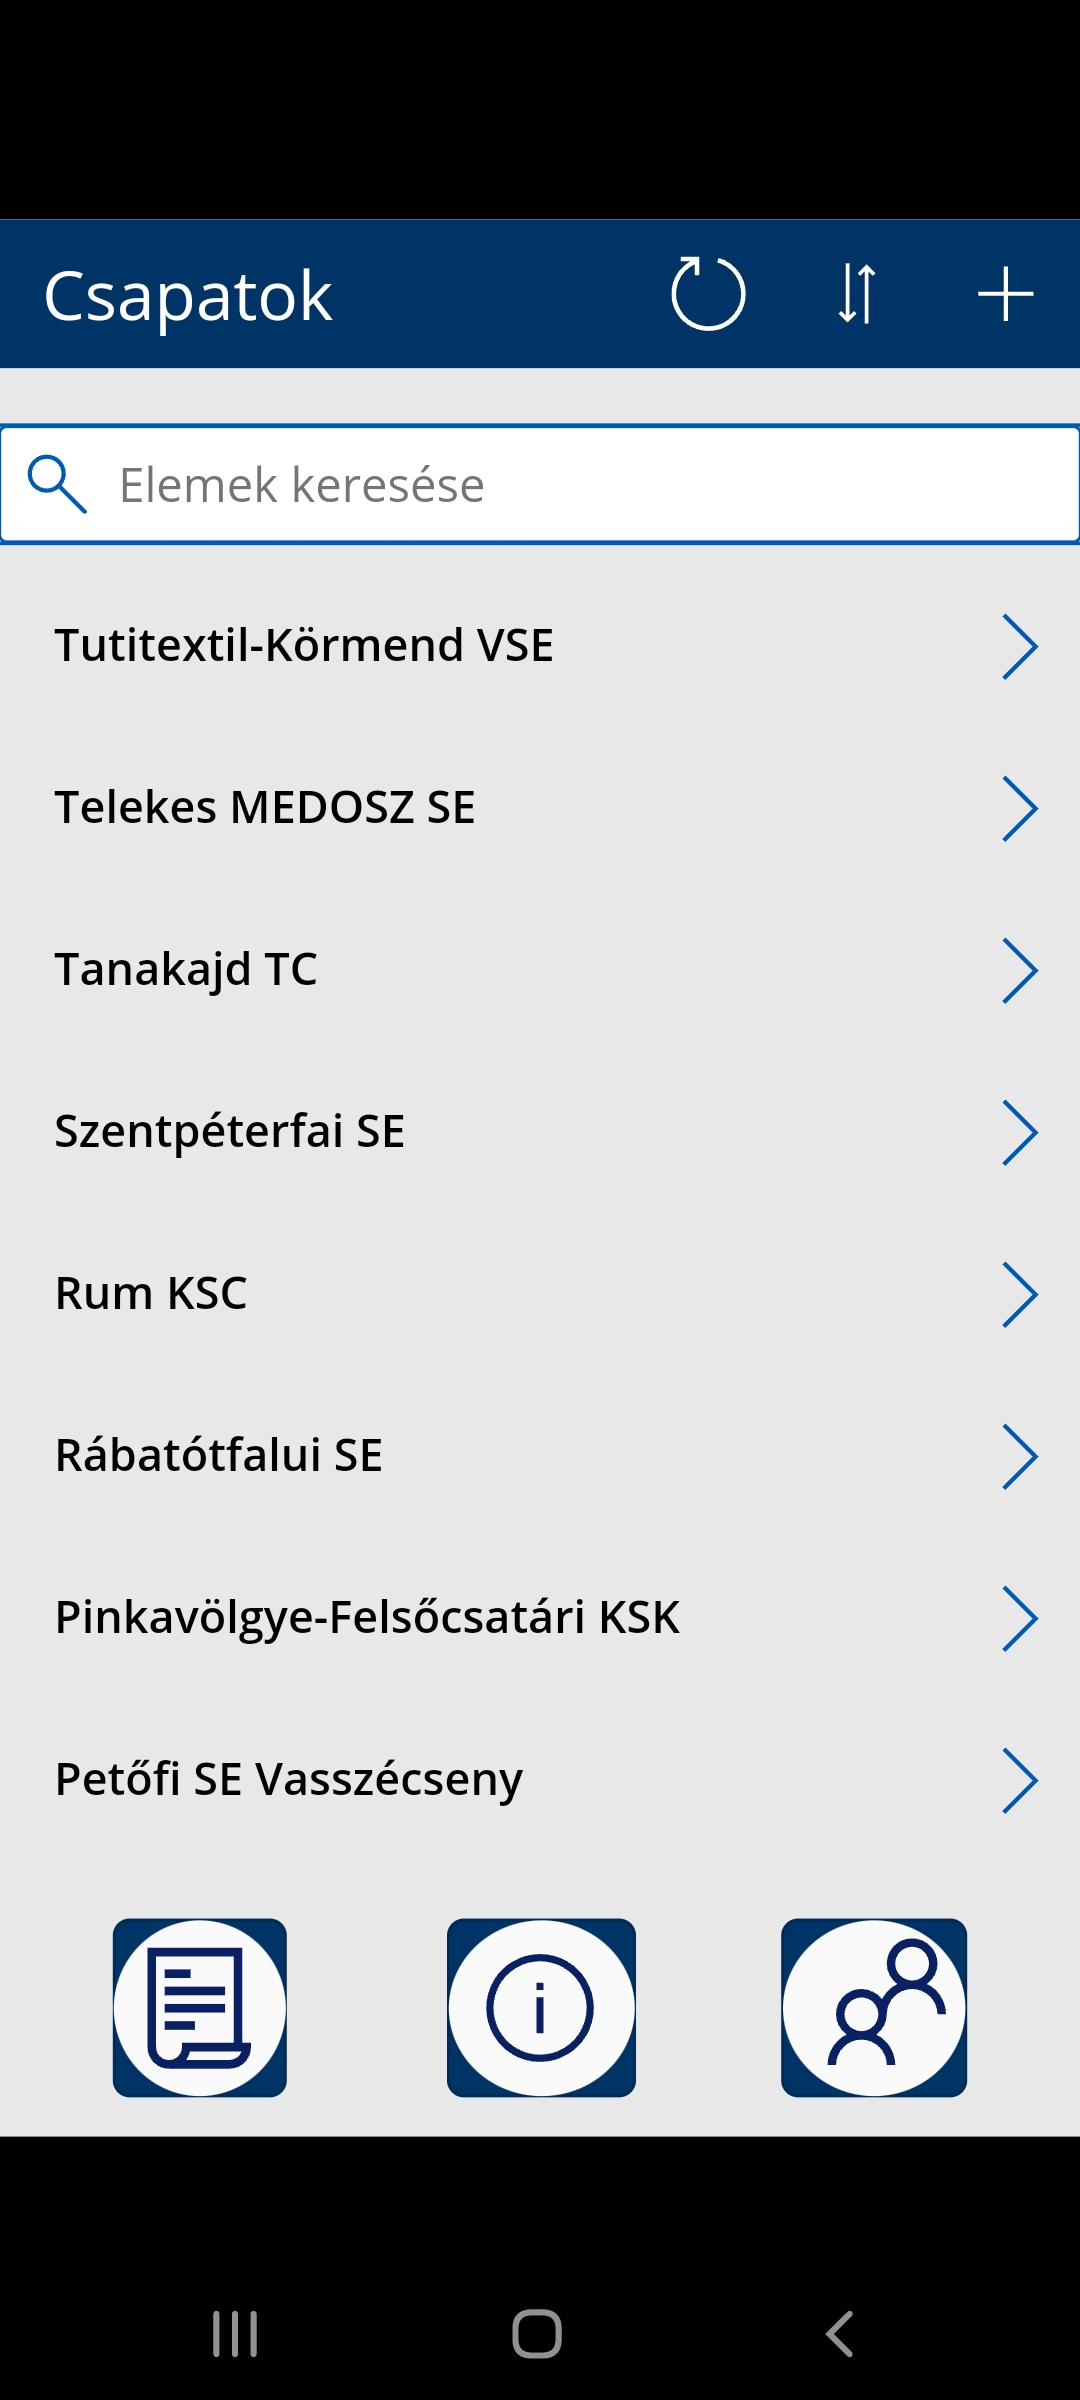 Csapatok
Elemek keresése
Tutitextil-Körmend VSE
Telekes MEDOSZ SE
Tanakajd TC
Szentpéterfai SE
Rum KSC
Rábatótfalui SE
Pinkavölgye-Felsőcsatári KSK
Petőfi SE Vasszécseny